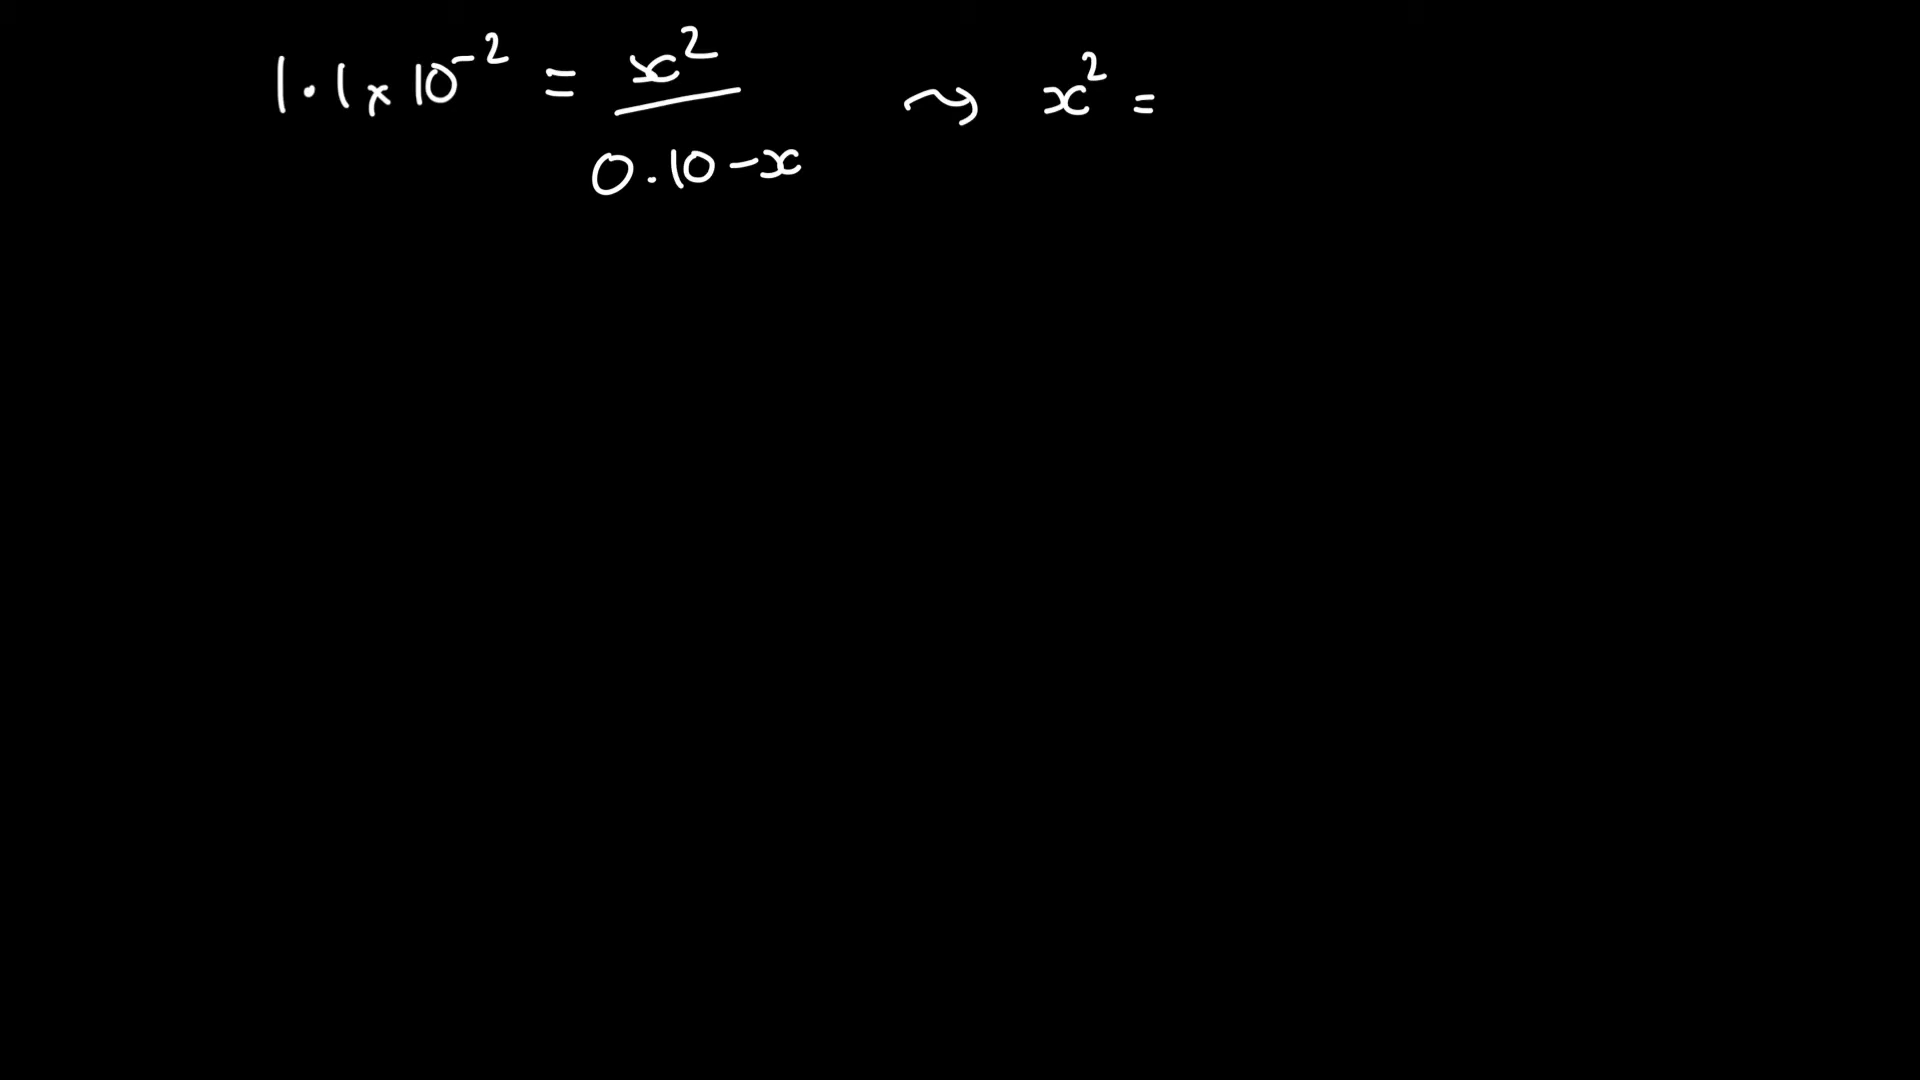 1.1 × 10⁻² = x² / 0.10 - x ⇝ x² =